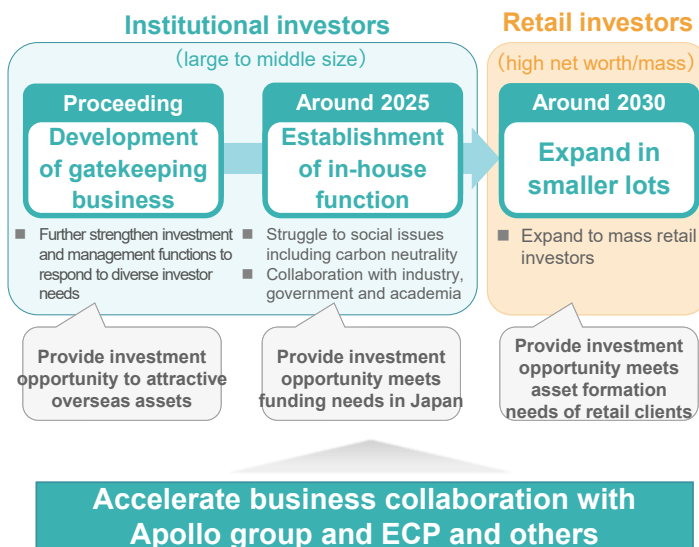 Institutional investors
(large to middle size)
Proceeding
Development
of gatekeeping
business
■ Further strengthen investment
and management functions to
respond to diverse investor
needs
Provide investment
opportunity to attractive
overseas assets
Around 2025
Establishment
of in-house
function
■ Struggle to social issues
including carbon neutrality
■ Collaboration with industry,
government and academia
Provide investment
opportunity meets
funding needs in Japan
Retail investors
(high net worth/mass)
Around 2030
Expand in
smaller lots
■ Expand to mass retail
investors
Provide investment
opportunity meets
asset formation
needs of retail clients
Accelerate business collaboration with
Apollo group and ECP and others